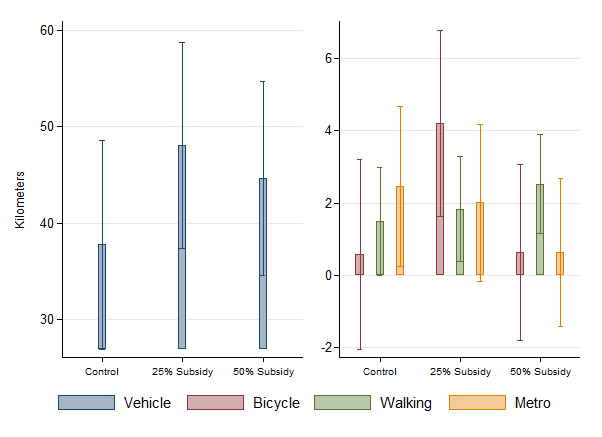 Kilometers
60
50
40
30
Control 25% Subsidy 50% Subsidy
6
4
2
0
-2
Control 25% Subsidy 50% Subsidy
Vehicle Bicycle Walking Metro